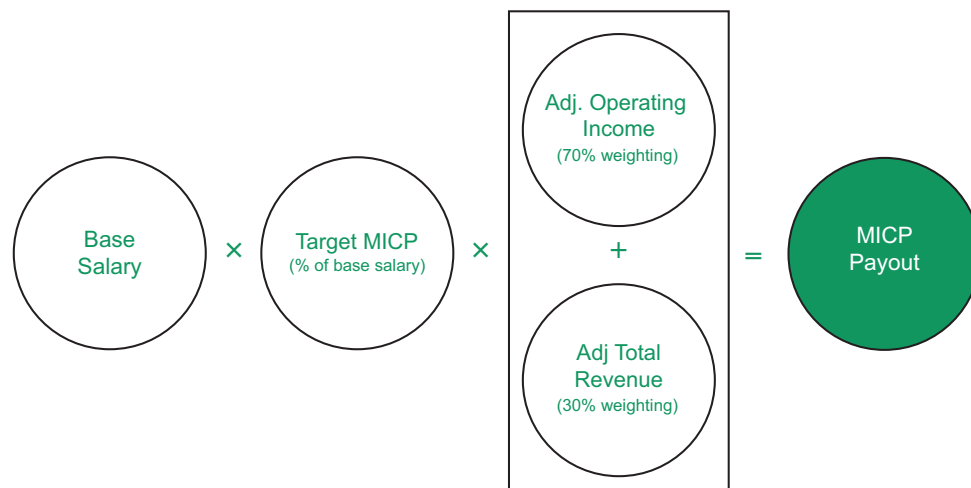 Base
Salary
×
Target MICP
(% of base salary)
×
Adj. Operating
Income
(70% weighting)
+
Adj Total
Revenue
(30% weighting)
=
MICP
Payout